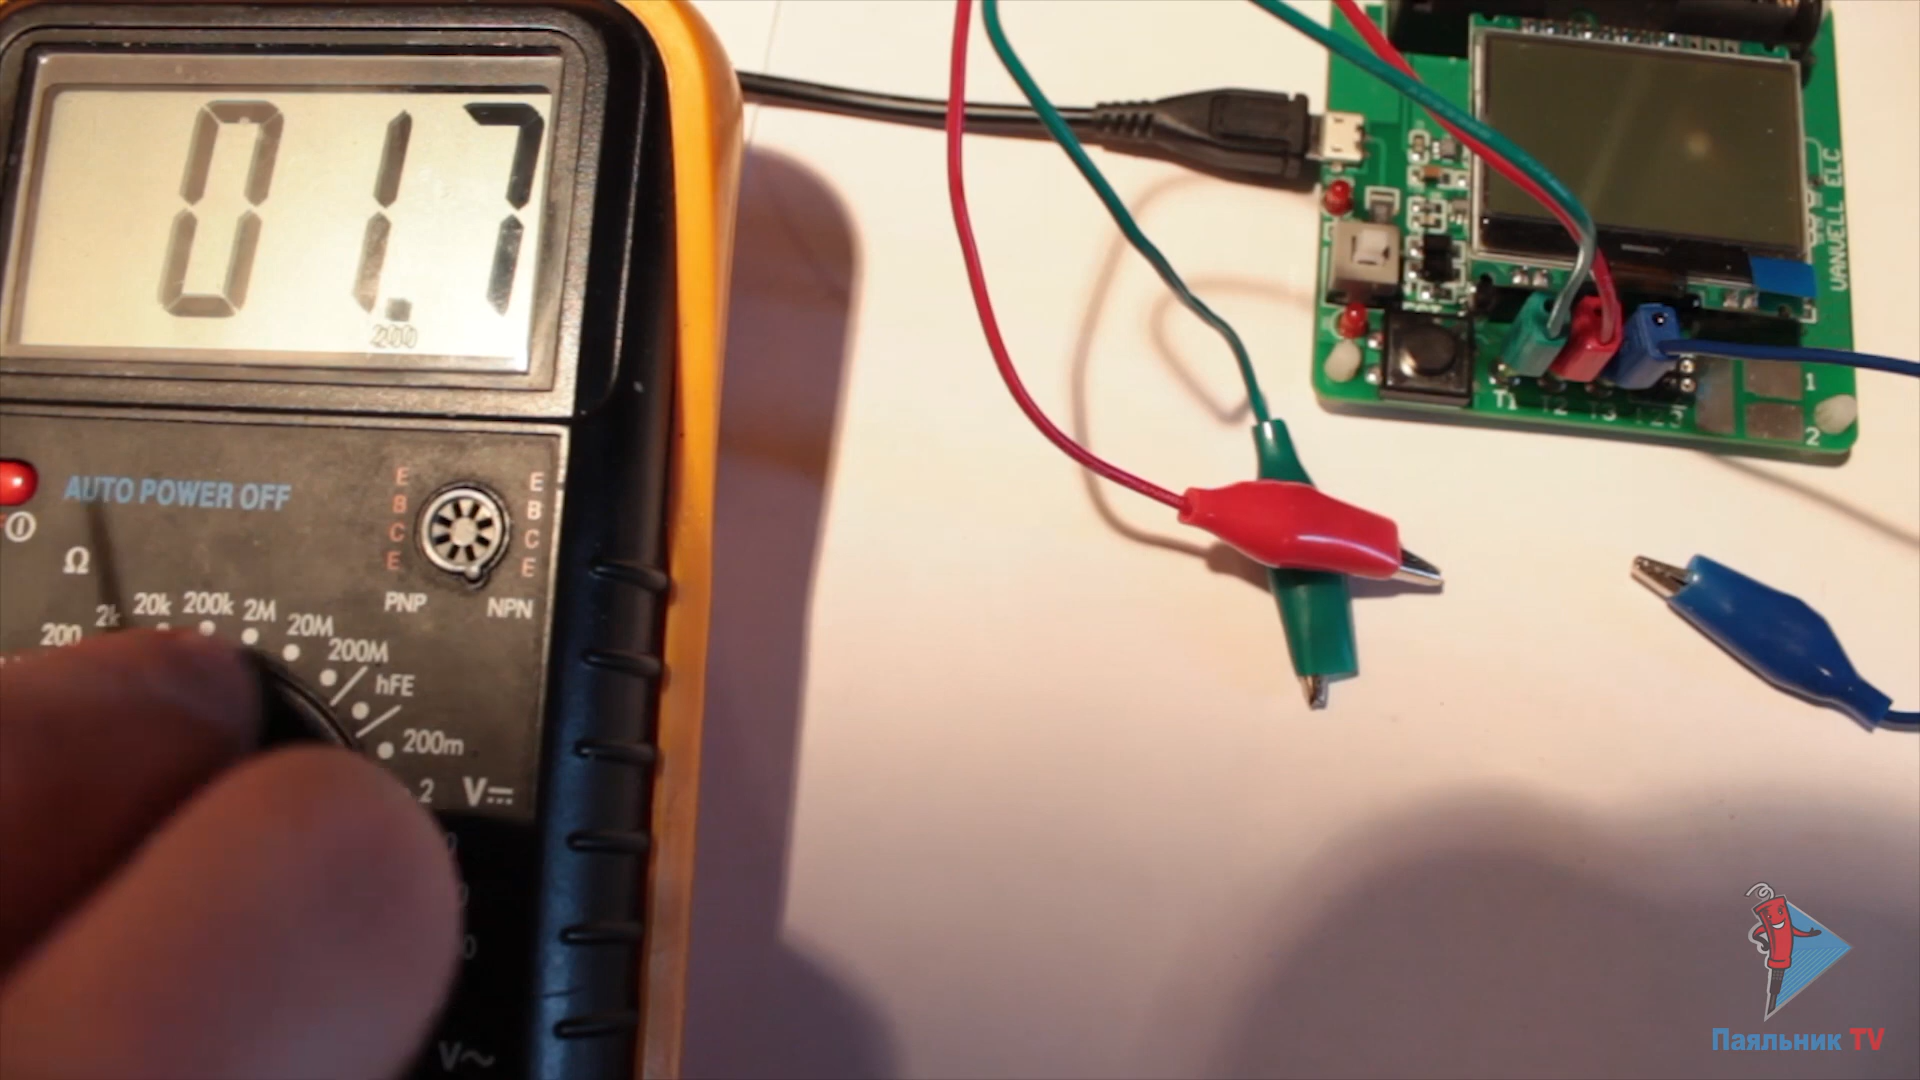 01.7
200
AUTO POWER OFF
Ω
200
2k
20k
200k
2M
20M
200M
hFE
200m
2
V
V~
E
B
C
E
PNP
E
B
C
E
NPN
VANVELL ELC
T1
T2
T3
1
2
Паяльник TV